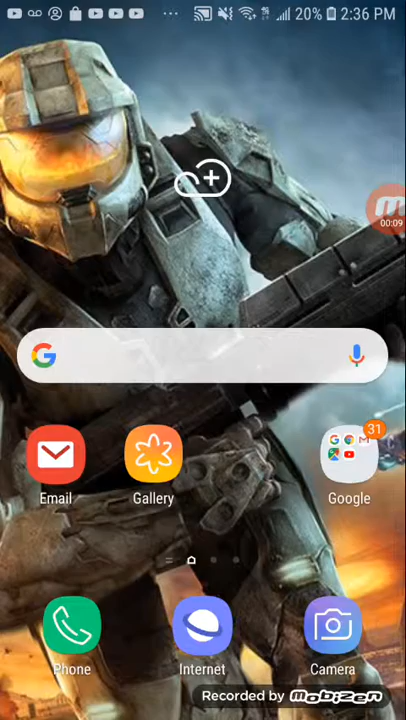 20% 2:36 PM
00:09
31
Email
Gallery
Google
Phone
Internet
Camera
Recorded by mobizen